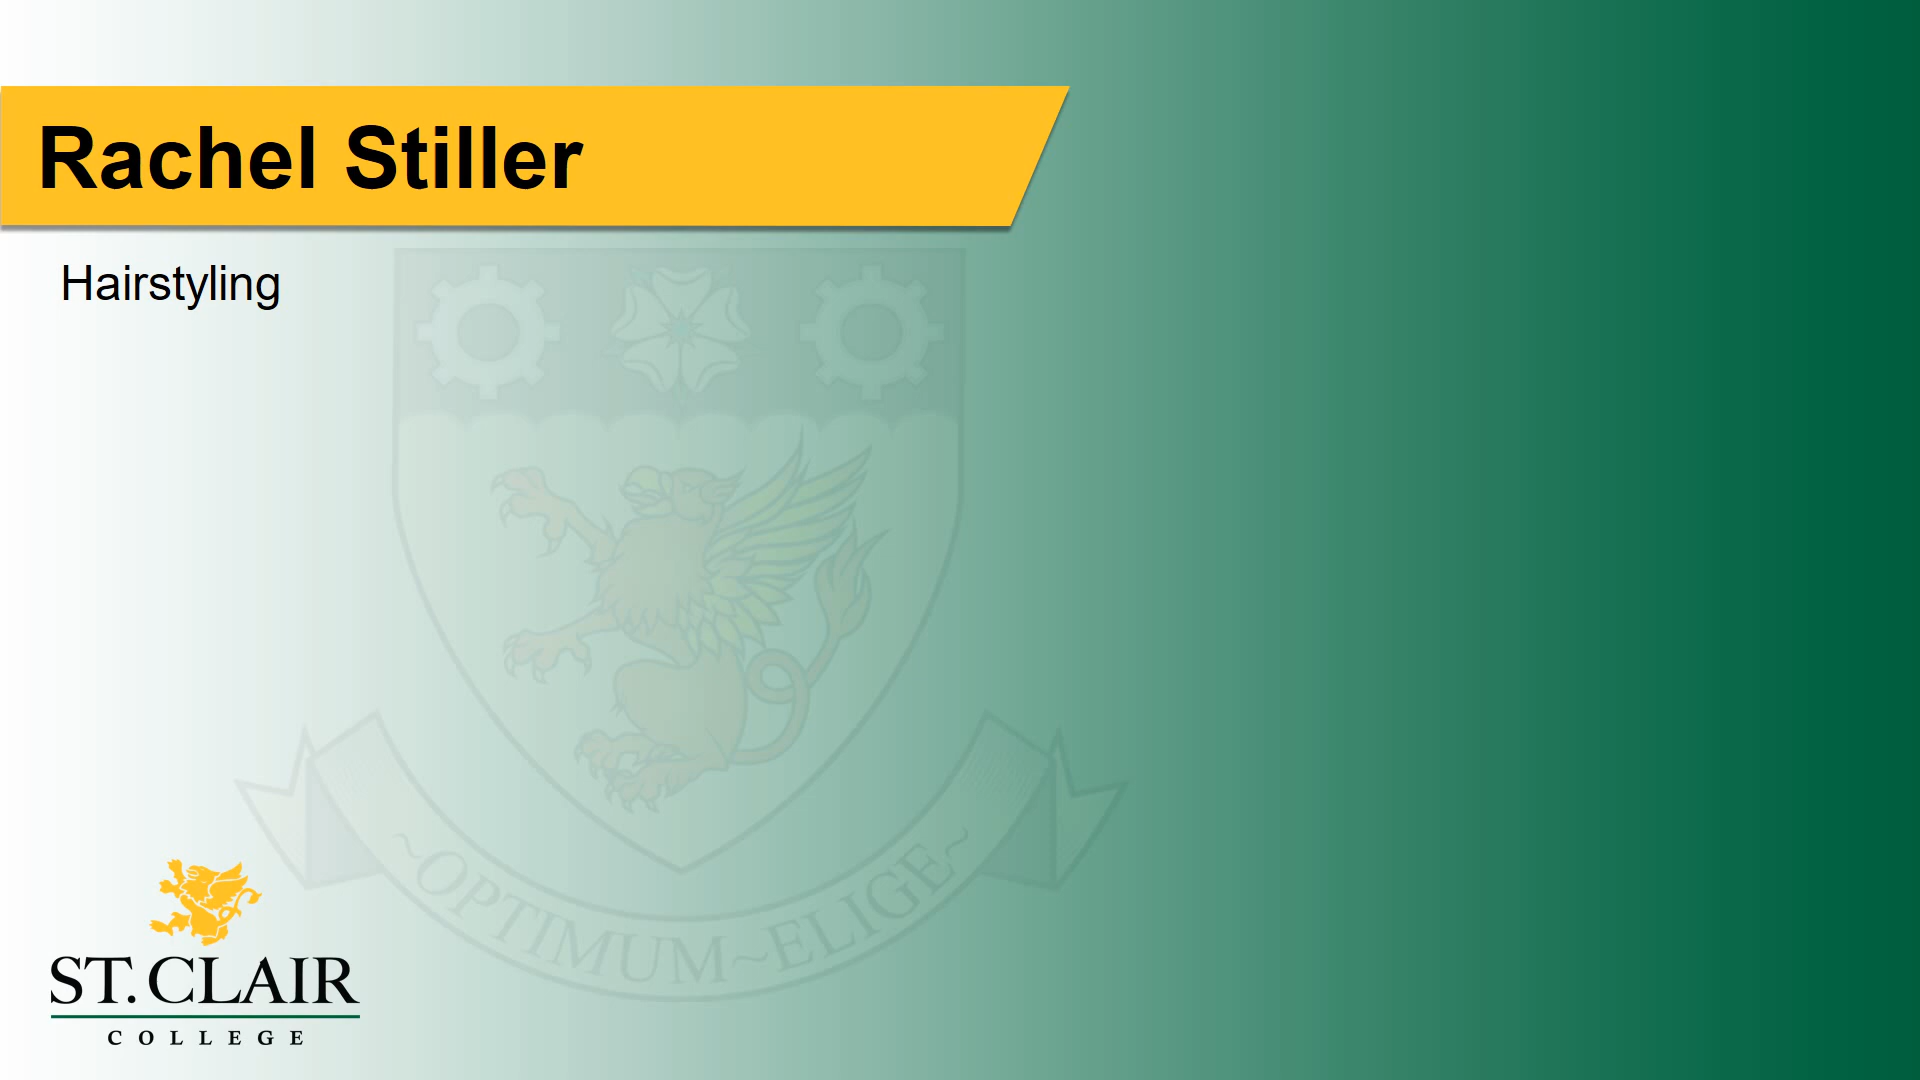 Rachel Stiller
Hairstyling
~OPTIMUM~ELIGE~
ST. CLAIR
COLLEGE